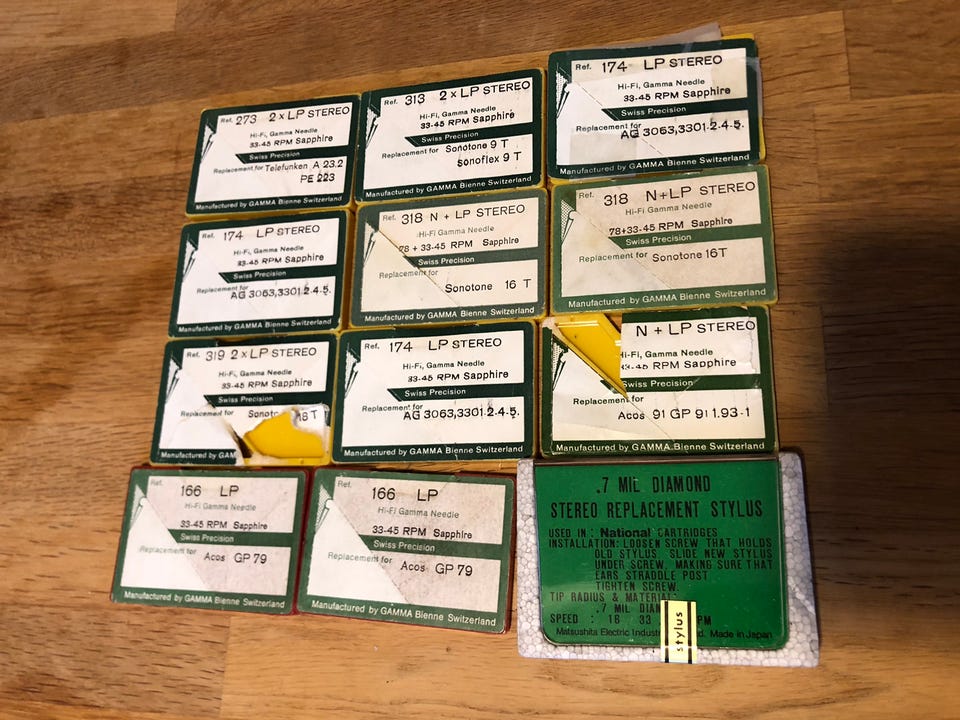 Ref. 273 2 x LP STEREO
Hi-Fi, Gamma Needle
33-45 RPM Sapphire
Swiss Precision
Replacement for Telefunken A 23.2
PE 223
Manufactured by GAMMA Bienne Switzerland
Ref. 313 2 x LP STEREO
Hi-Fi, Gamma Needle
33-45 RPM Sapphire
Swiss Precision
Replacement for Sonotone 9 T
Sonoflex 9 T
Manufactured by GAMMA Bienne Switzerland
Ref. 174 LP STEREO
Hi-Fi, Gamma Needle
33-45 RPM Sapphire
Swiss Precision
Replacement for
AG 3063,3301.2.4.5.
Manufactured by GAMMA Bienne Switzerland
Ref. 174 LP STEREO
Hi-Fi, Gamma Needle
33-45 RPM Sapphire
Swiss Precision
Replacement for
AG 3063,3301.2.4.5.
Manufactured by GAMMA Bienne Switzerland
Ref. 318 N + LP STEREO
Hi-Fi Gamma Needle
78 + 33-45 RPM Sapphire
Swiss Precision
Replacement for
Sonotone 16 T
Manufactured by GAMMA Bienne Switzerland
Ref. 318 N+LP STEREO
Hi-Fi Gamma Needle
78+33-45 RPM Sapphire
Swiss Precision
Replacement for Sonotone 16T
Manufactured by GAMMA Bienne Switzerland
Ref. 319 2 x LP STEREO
Hi-Fi, Gamma Needle
33-45 RPM Sapphire
Swiss Precision
Replacement for Sonoto 18 T
Manufactured by GAMMA Bienne Switzerland
Ref. 174 LP STEREO
Hi-Fi, Gamma Needle
33-45 RPM Sapphire
Swiss Precision
Replacement for
AG 3063,3301.2.4.5.
Manufactured by GAMMA Bienne Switzerland
N + LP STEREO
Hi-Fi, Gamma Needle
33-45 RPM Sapphire
Swiss Precision
Replacement for
Acos 91 GP 91 1.93-1
Manufactured by GAMMA Bienne Switzerland
Ref. 166 LP
Hi-Fi Gamma Needle
33-45 RPM Sapphire
Swiss Precision
Replacement for Acos GP 79
Manufactured by GAMMA Bienne Switzerland
Ref. 166 LP
Hi-Fi Gamma Needle
33-45 RPM Sapphire
Swiss Precision
Replacement for Acos GP 79
Manufactured by GAMMA Bienne Switzerland
.7 MIL DIAMOND
STEREO REPLACEMENT STYLUS
USED IN : National CARTRIDGES
INSTALLATION: LOOSEN SCREW THAT HOLDS
OLD STYLUS. SLIDE NEW STYLUS
UNDER SCREW, MAKING SURE THAT
EARS STRADDLE POST
TIGHTEN SCREW.
TIP RADIUS & MATERIAL
.7 MIL DIAM
SPEED : 16 33 PM
Matsushita Electric Indust d. Made in Japan
stylus